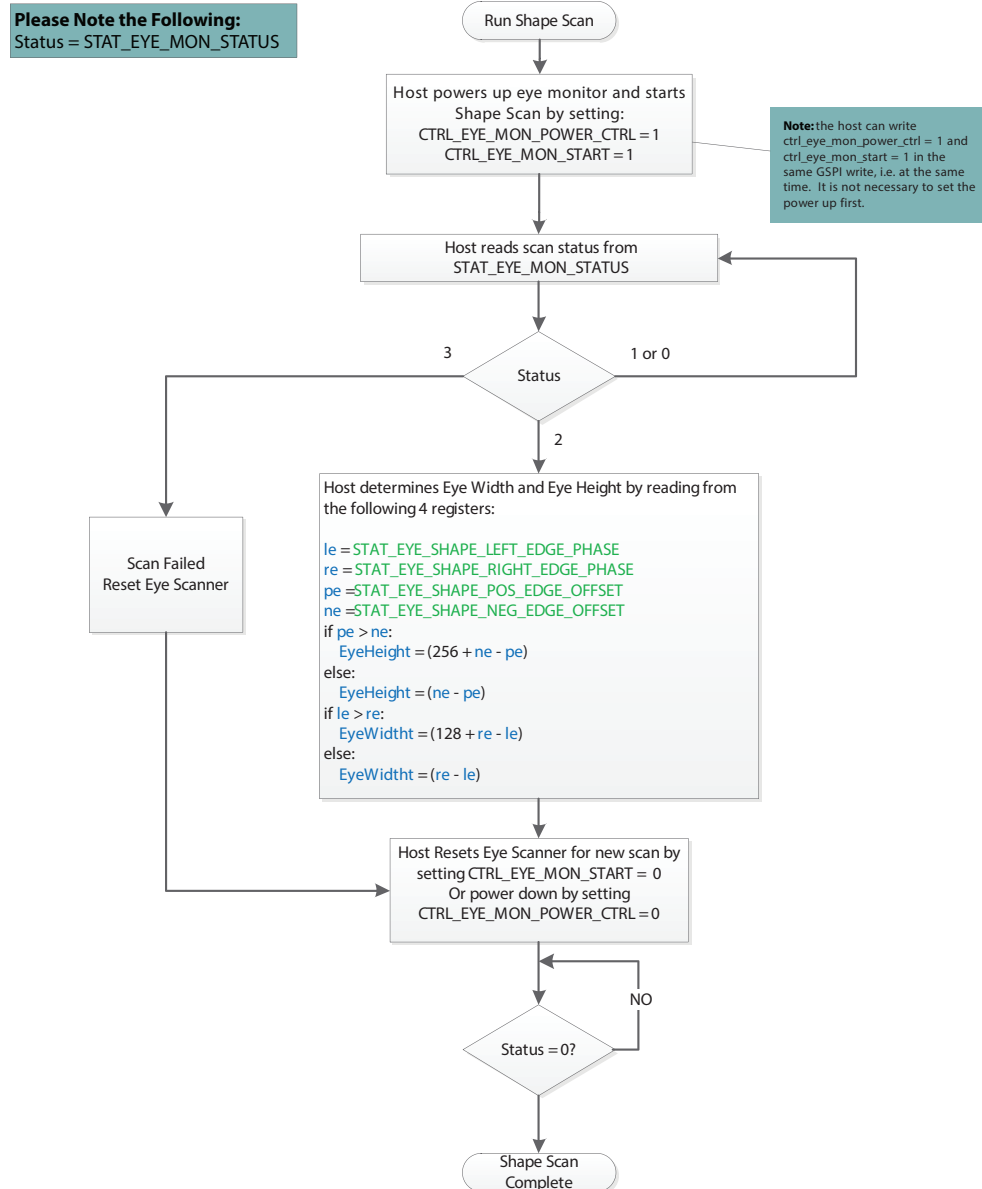 Please Note the Following:
Status = STAT_EYE_MON_STATUS
Run Shape Scan
Host powers up eye monitor and starts
Shape Scan by setting:
CTRL_EYE_MON_POWER_CTRL = 1
CTRL_EYE_MON_START = 1
Note: the host can write
ctrl_eye_mon_power_ctrl = 1 and
ctrl_eye_mon_start = 1 in the
same GSPI write, i.e. at the same
time. It is not necessary to set the
power up first.
Host reads scan status from
STAT_EYE_MON_STATUS
3
1 or 0
Status
2
Host determines Eye Width and Eye Height by reading from
the following 4 registers:
le = STAT_EYE_SHAPE_LEFT_EDGE_PHASE
re = STAT_EYE_SHAPE_RIGHT_EDGE_PHASE
pe =STAT_EYE_SHAPE_POS_EDGE_OFFSET
ne =STAT_EYE_SHAPE_NEG_EDGE_OFFSET
if pe > ne:
EyeHeight = (256 + ne - pe)
else:
EyeHeight = (ne - pe)
if le > re:
EyeWidtht = (128 + re - le)
else:
EyeWidtht = (re - le)
Scan Failed
Reset Eye Scanner
Host Resets Eye Scanner for new scan by
setting CTRL_EYE_MON_START = 0
Or power down by setting
CTRL_EYE_MON_POWER_CTRL = 0
NO
Status = 0?
Shape Scan
Complete